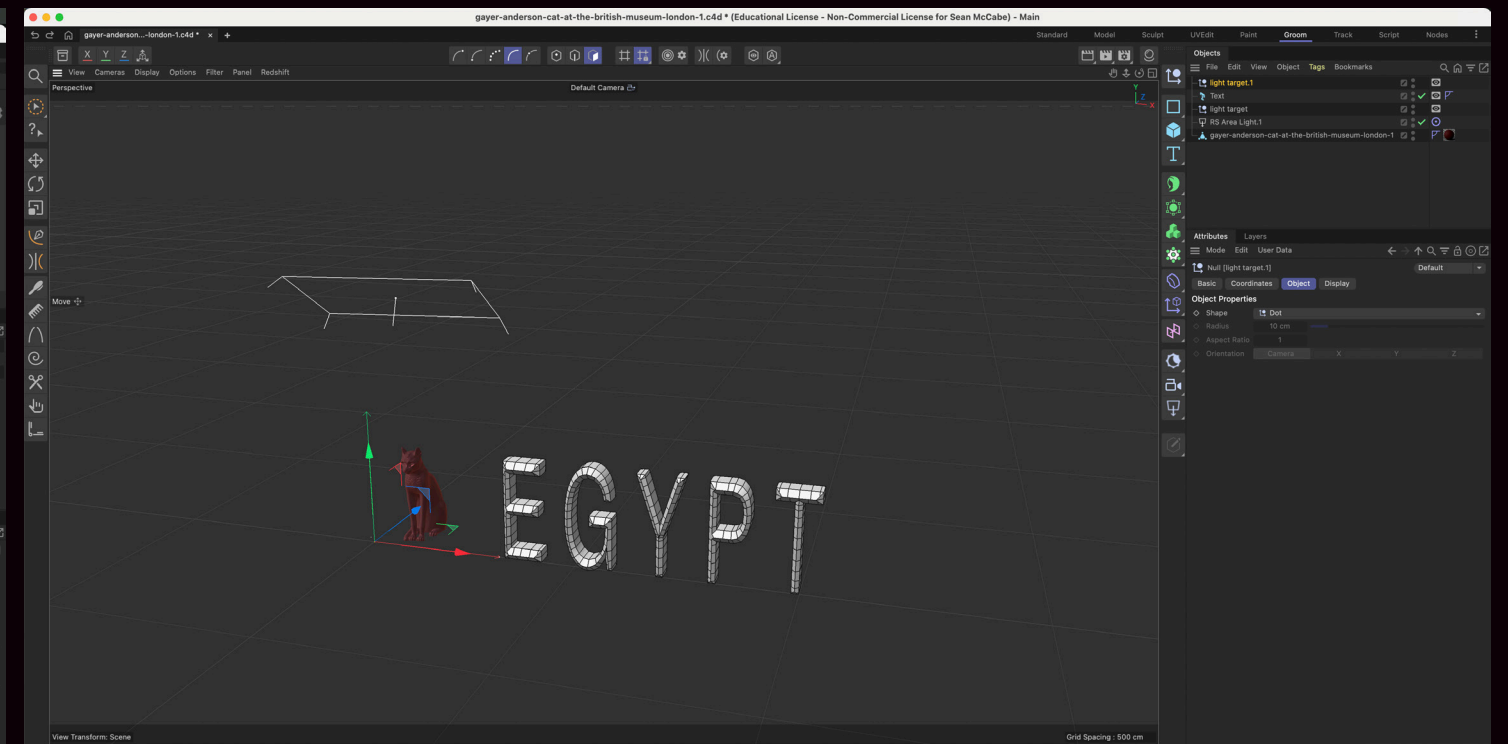 gayer-anderson-cat-at-the-british-museum-london-1.c4d * (Educational License - Non-Commercial License for Sean McCabe) - Main
gayer-anderson...-london-1.c4d * × +
Standard Model Sculpt UVEdit Paint Groom Track Script Nodes
X Y Z
View Cameras Display Options Filter Panel Redshift
Perspective
Default Camera
Y
Z
X
Move
EGYPT
View Transform: Scene
Grid Spacing : 500 cm
Objects
File Edit View Object Tags Bookmarks
light target.1
Text
light target
RS Area Light.1
gayer-anderson-cat-at-the-british-museum-london-1
Attributes Layers
Mode Edit User Data
Null [light target.1]
Default
Basic Coordinates Object Display
Object Properties
Shape Dot
Radius 10 cm
Aspect Ratio 1
Orientation Camera X Y Z